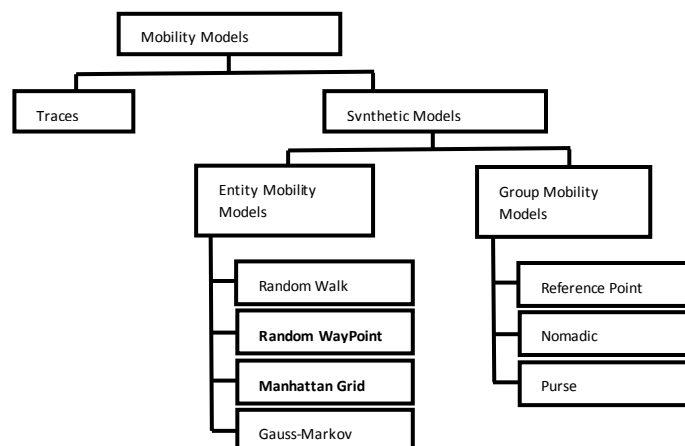 Mobility Models
Traces
Synthetic Models
Entity Mobility
Models
Group Mobility
Models
Random Walk
Random WayPoint
Manhattan Grid
Gauss-Markov
Reference Point
Nomadic
Purse